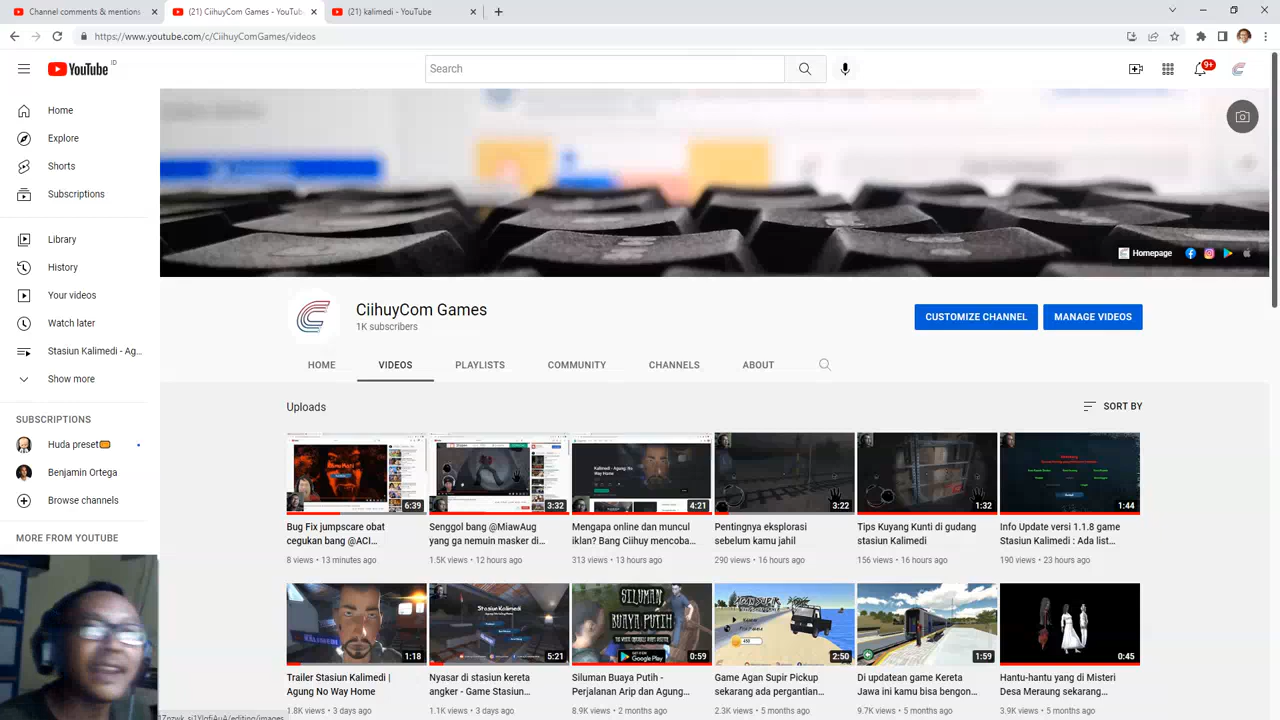 Channel comments & mentions
(21) CiihuyCom Games - YouTub
(21) kalimedi - YouTube
https://www.youtube.com/c/CiihuyComGames/videos
YouTube ID
Search
9+
Home
Explore
Shorts
Subscriptions
Library
History
Your videos
Watch later
Stasiun Kalimedi - Ag...
Show more
SUBSCRIPTIONS
Huda preset
Benjamin Ortega
Browse channels
MORE FROM YOUTUBE
Homepage
CiihuyCom Games
1K subscribers
CUSTOMIZE CHANNEL
MANAGE VIDEOS
HOME VIDEOS PLAYLISTS COMMUNITY CHANNELS ABOUT
Uploads
SORT BY
6:39
3:32
4:21
3:22
1:32
1:44
Bug Fix jumpscare obat
cegukan bang @ACI...
8 views • 13 minutes ago
Senggol bang @MiawAug
yang ga nemuin masker di...
1.5K views • 12 hours ago
Mengapa online dan muncul
iklan? Bang Ciihuy mencoba...
313 views • 13 hours ago
Pentingnya eksplorasi
sebelum kamu jahil
290 views • 16 hours ago
Tips Kuyang Kunti di gudang
stasiun Kalimedi
156 views • 19 hours ago
Info Update versi 1.1.8 game
Stasiun Kalimedi : Ada list...
190 views • 23 hours ago
1:18
Stasiun Kalimedi
5:21
SILUMAN
BUAYA PUTIH
Google Play
0:59
2:50
1:59
0:45
Trailer Stasiun Kalimedi |
Agung No Way Home
1.8K views • 3 days ago
Nyasar di stasiun kereta
angker - Game Stasiun...
1.1K views • 3 days ago
Siluman Buaya Putih -
Perjalanan Arip dan Agung...
8.9K views • 2 months ago
Game Agan Supir Pickup
sekarang ada pergantian...
2.3K views • 5 months ago
Di updatean game Kereta
Jawa ini kamu bisa bengon...
9.7K views • 5 months ago
Hantu-hantu yang di Misteri
Desa Meraung sekarang...
3.9K views • 5 months ago